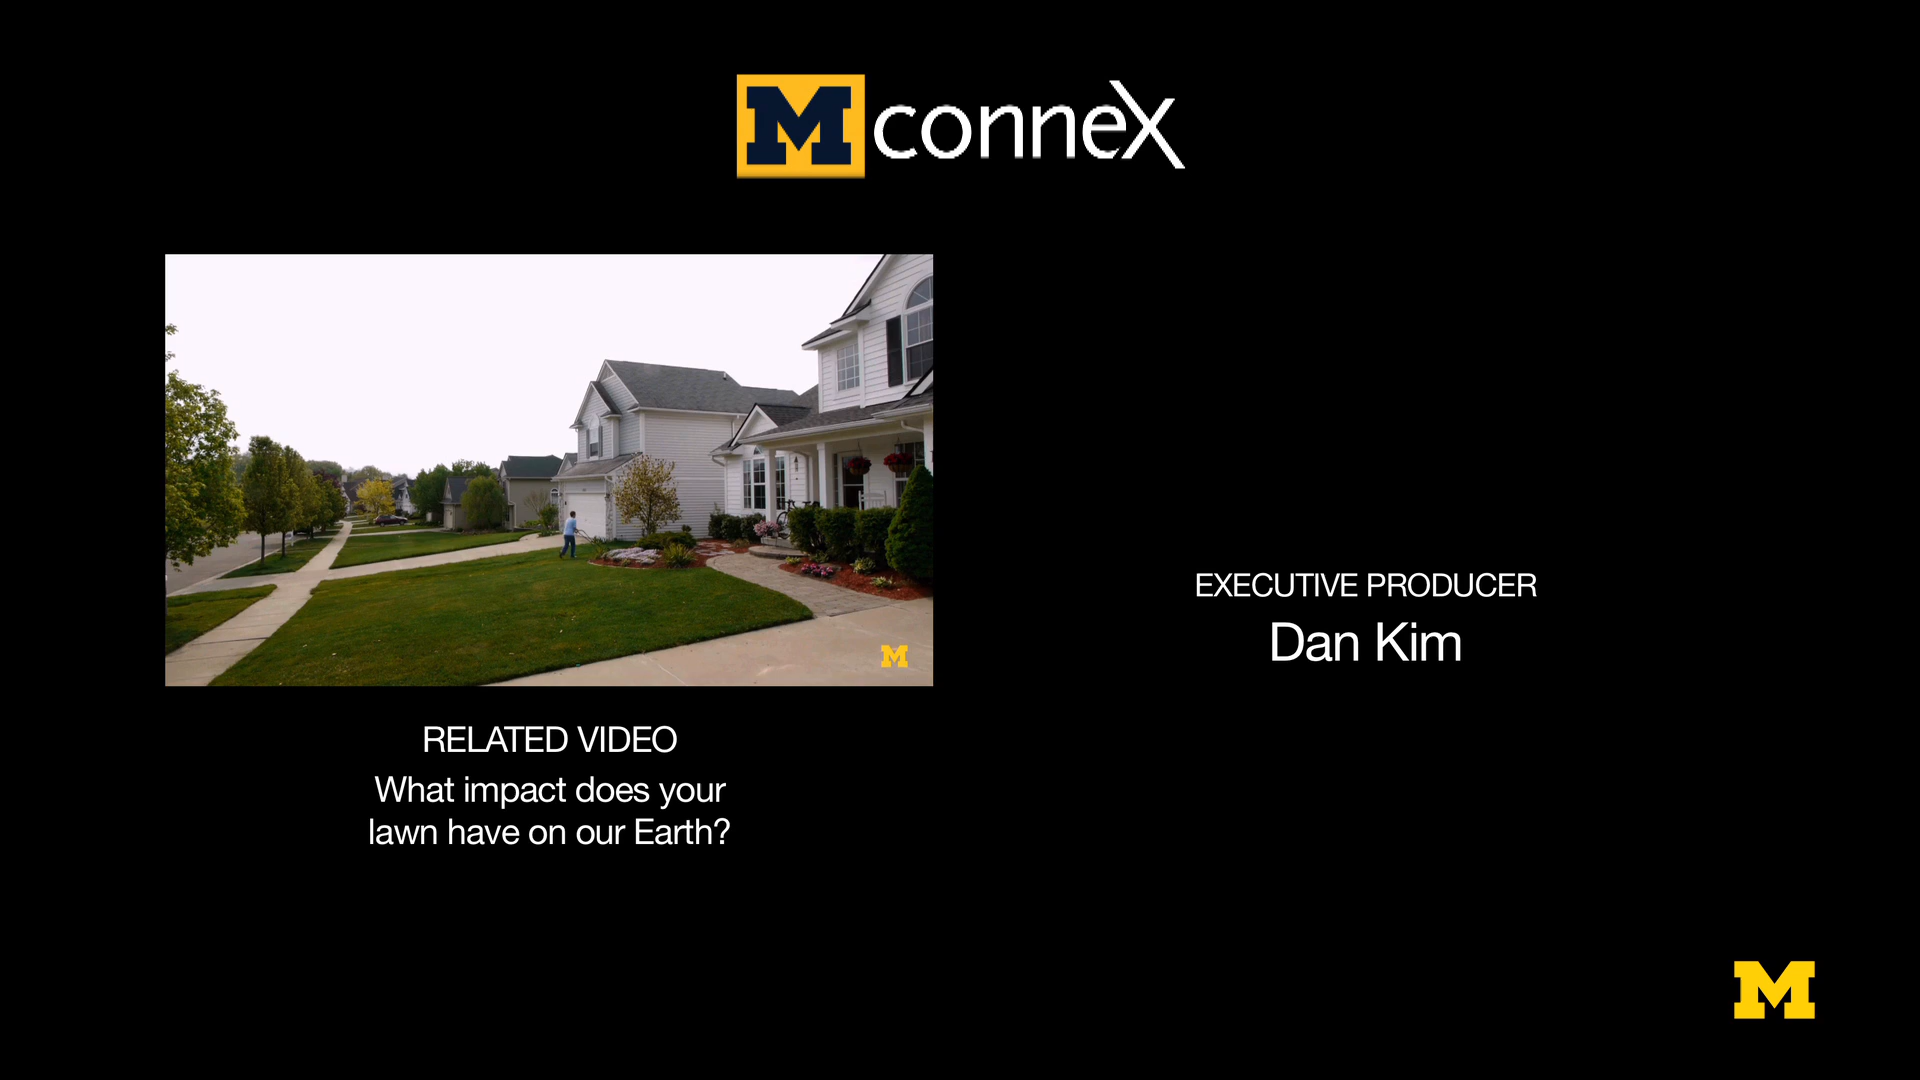 M conneX
M
RELATED VIDEO
What impact does your
lawn have on our Earth?
EXECUTIVE PRODUCER
Dan Kim
M